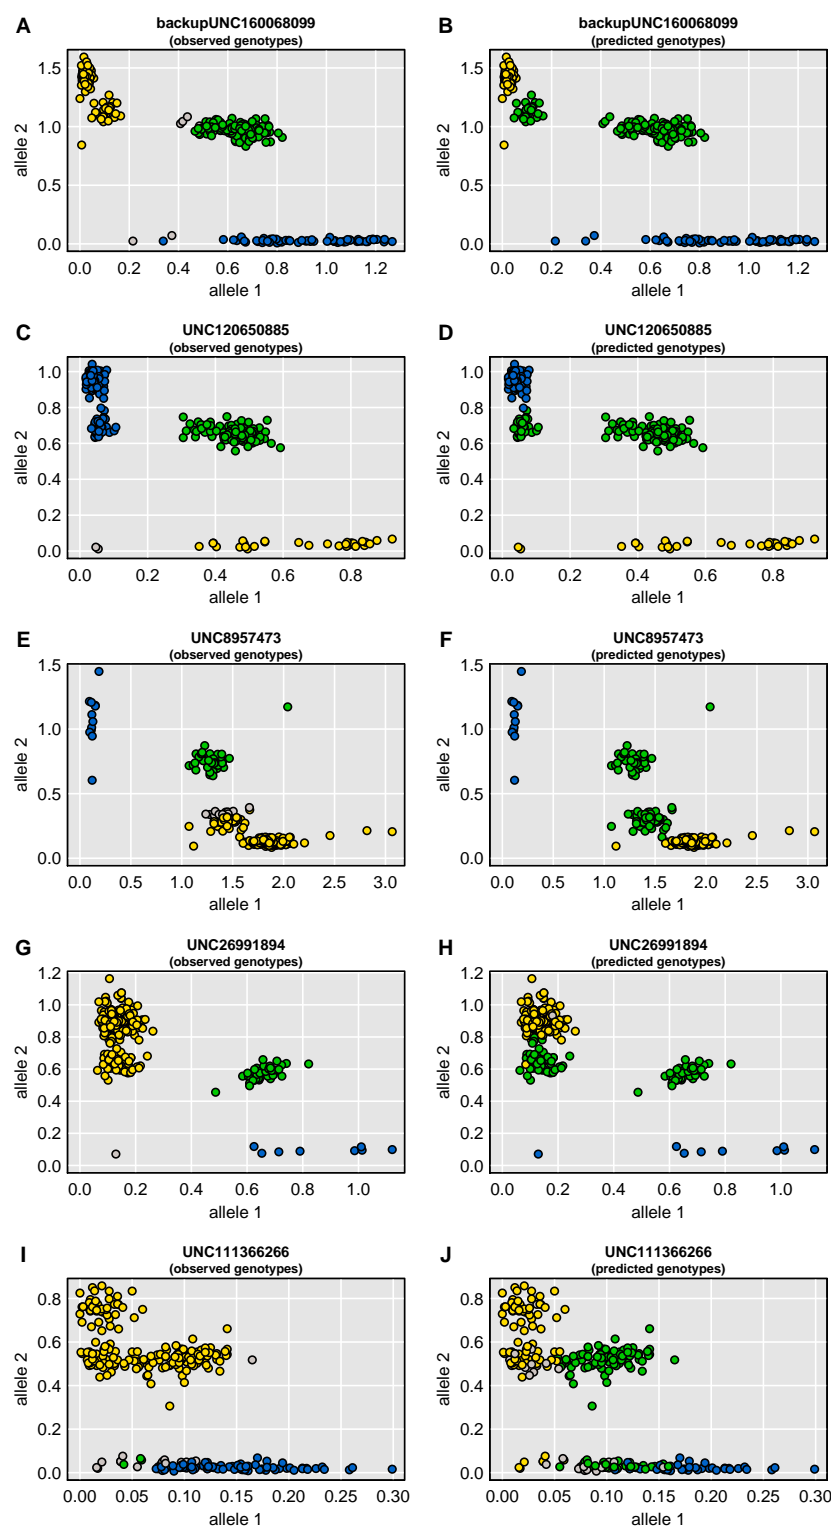 A backupUNC160068099 B backupUNC160068099
(observed genotypes) (predicted genotypes)
1.5 1.5
1.0 1.0
allele 2 allele 2
0.5 0.5
0.0 0.0
0.0 0.2 0.4 0.6 0.8 1.0 1.2 0.0 0.2 0.4 0.6 0.8 1.0 1.2
allele 1 allele 1
C UNC120650885 D UNC120650885
(observed genotypes) (predicted genotypes)
1.0 1.0
0.8 0.8
0.6 0.6
allele 2 allele 2
0.4 0.4
0.2 0.2
0.0 0.0
0.0 0.2 0.4 0.6 0.8 0.0 0.2 0.4 0.6 0.8
allele 1 allele 1
E UNC8957473 F UNC8957473
(observed genotypes) (predicted genotypes)
1.5 1.5
1.0 1.0
allele 2 allele 2
0.5 0.5
0.0 0.0
0.0 0.5 1.0 1.5 2.0 2.5 3.0 0.0 0.5 1.0 1.5 2.0 2.5 3.0
allele 1 allele 1
G UNC26991894 H UNC26991894
(observed genotypes) (predicted genotypes)
1.2 1.2
1.0 1.0
0.8 0.8
allele 2 allele 2
0.6 0.6
0.4 0.4
0.2 0.2
0.0 0.0
0.0 0.2 0.4 0.6 0.8 1.0 0.0 0.2 0.4 0.6 0.8 1.0
allele 1 allele 1
I UNC111366266 J UNC111366266
(observed genotypes) (predicted genotypes)
0.8 0.8
0.6 0.6
allele 2 allele 2
0.4 0.4
0.2 0.2
0.0 0.0
0.00 0.05 0.10 0.15 0.20 0.25 0.30 0.00 0.05 0.10 0.15 0.20 0.25 0.30
allele 1 allele 1